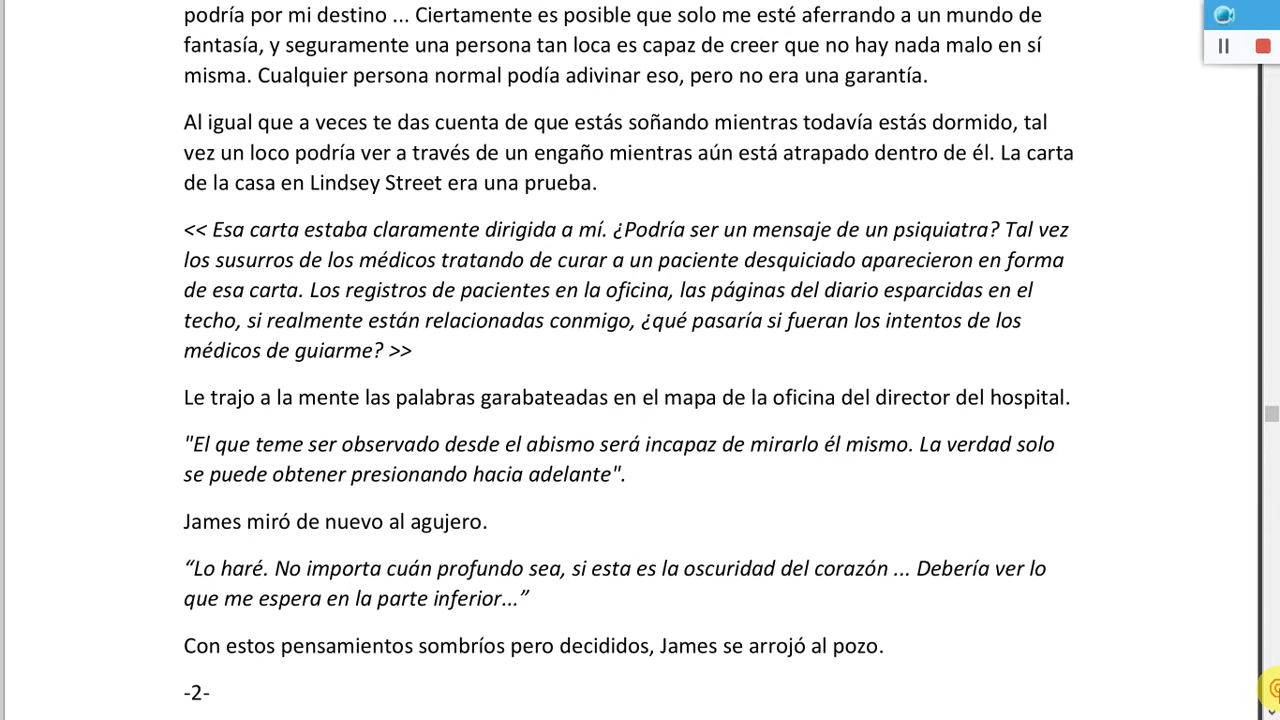 podría por mi destino ... Ciertamente es posible que solo me esté aferrando a un mundo de
fantasía, y seguramente una persona tan loca es capaz de creer que no hay nada malo en sí
misma. Cualquier persona normal podía adivinar eso, pero no era una garantía.
Al igual que a veces te das cuenta de que estás soñando mientras todavía estás dormido, tal
vez un loco podría ver a través de un engaño mientras aún está atrapado dentro de él. La carta
de la casa en Lindsey Street era una prueba.
<< Esa carta estaba claramente dirigida a mí. ¿Podría ser un mensaje de un psiquiatra? Tal vez
los susurros de los médicos tratando de curar a un paciente desquiciado aparecieron en forma
de esa carta. Los registros de pacientes en la oficina, las páginas del diario esparcidas en el
techo, si realmente están relacionadas conmigo, ¿qué pasaría si fueran los intentos de los
médicos de guiarme? >>
Le trajo a la mente las palabras garabateadas en el mapa de la oficina del director del hospital.
"El que teme ser observado desde el abismo será incapaz de mirarlo él mismo. La verdad solo
se puede obtener presionando hacia adelante".
James miró de nuevo al agujero.
“Lo haré. No importa cuán profundo sea, si esta es la oscuridad del corazón ... Debería ver lo
que me espera en la parte inferior...”
Con estos pensamientos sombríos pero decididos, James se arrojó al pozo.
-2-